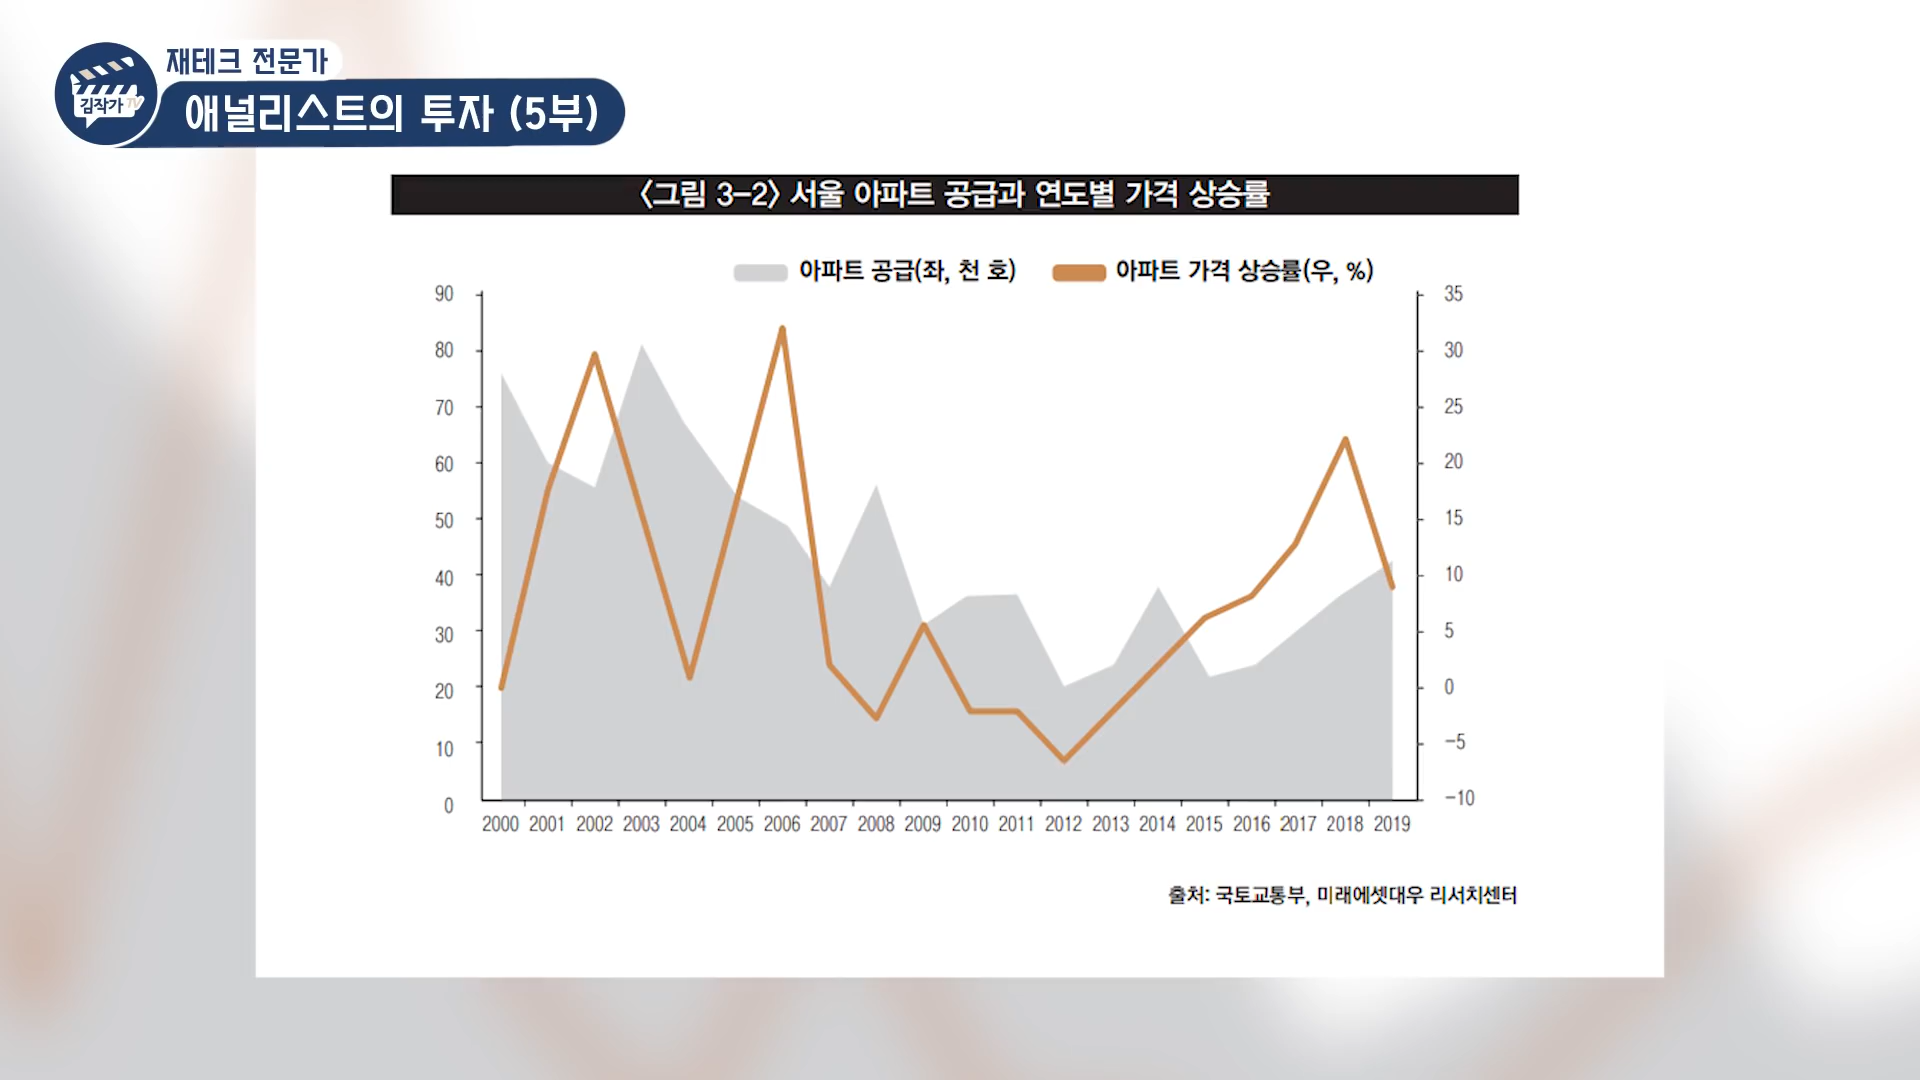 재테크 전문가
김작가 TV
애널리스트의 투자 (5부)
<그림 3-2> 서울 아파트 공급과 연도별 가격 상승률
아파트 공급(좌, 천 호) 아파트 가격 상승률(우, %)
90 35
80 30
70 25
60 20
50 15
40 10
30 5
20 0
10 -5
0 -10
2000 2001 2002 2003 2004 2005 2006 2007 2008 2009 2010 2011 2012 2013 2014 2015 2016 2017 2018 2019
출처: 국토교통부, 미래에셋대우 리서치센터